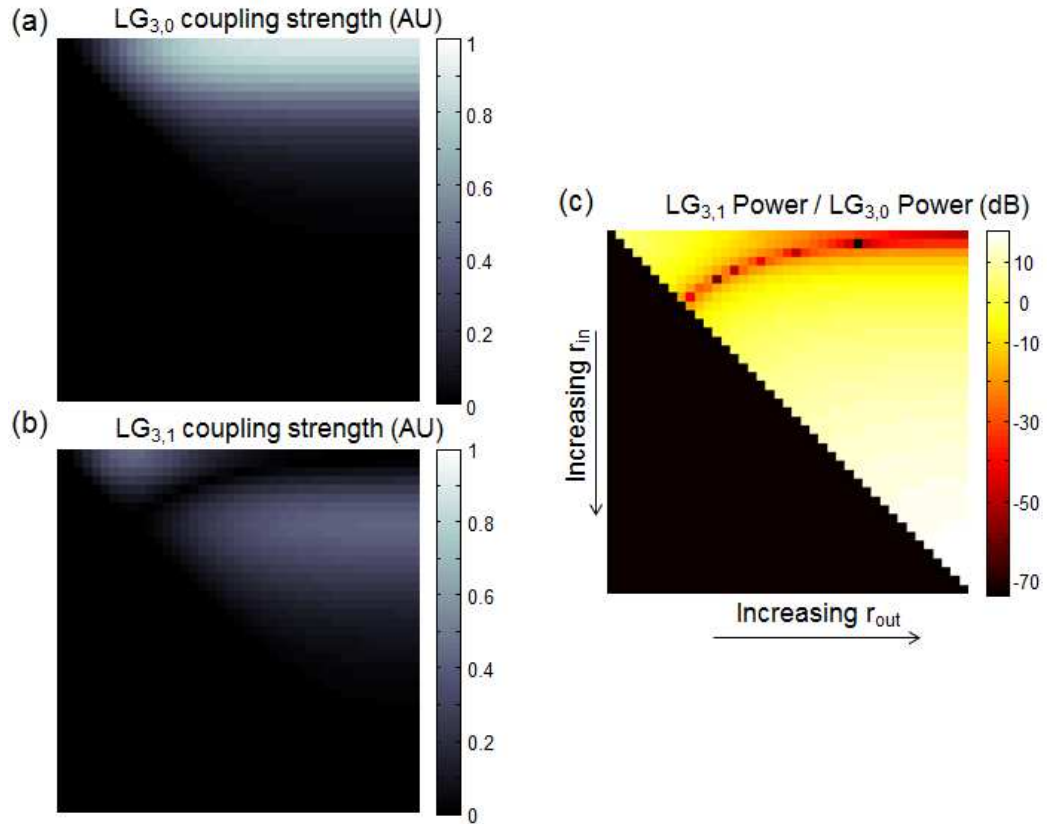 (a)
LG3,0 coupling strength (AU)
1
0.8
0.6
0.4
0.2
0
(b)
LG3,1 coupling strength (AU)
1
0.8
0.6
0.4
0.2
0
(c)
LG3,1 Power / LG3,0 Power (dB)
10
0
-10
-30
-50
-70
Increasing rin
Increasing rout